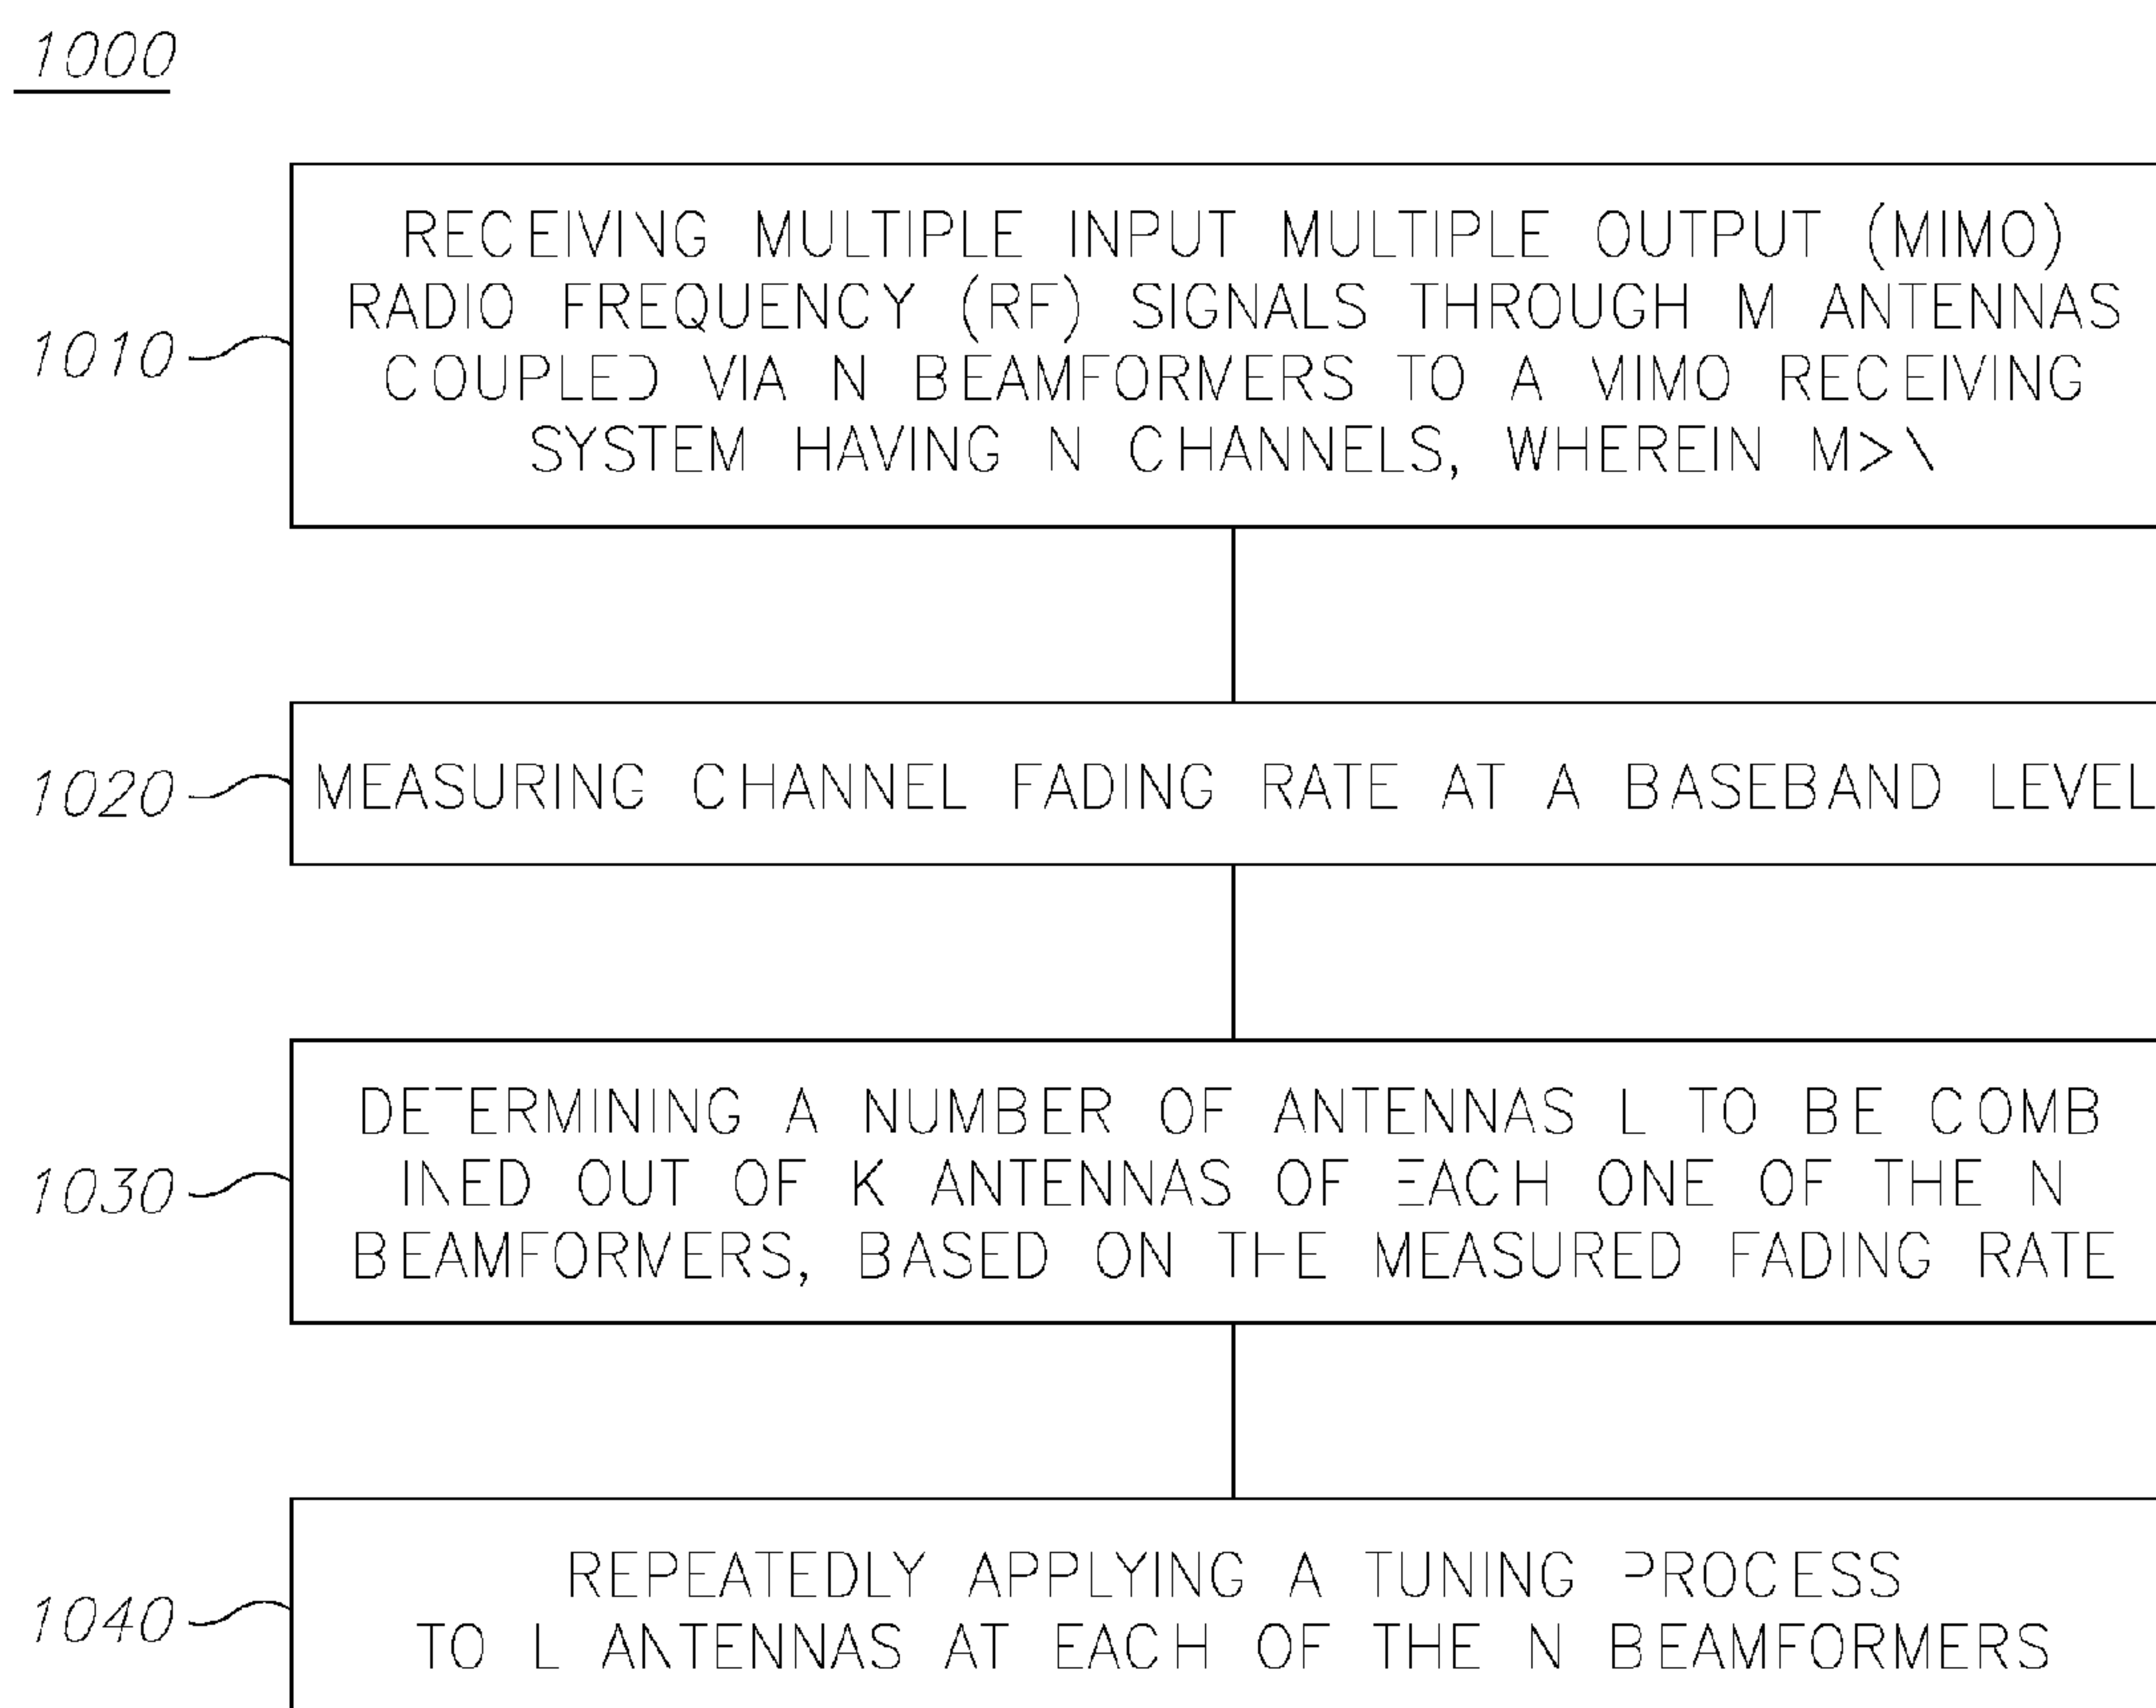 1000
RECEIVING MULTIPLE INPUT MULTIPLE OUTPUT (MIMO)
RADIO FREQUENCY (RF) SIGNALS THROUGH M ANTENNAS
1010
COUPLED VIA N BEAMFORMERS TO A MIMO RECEIVING
SYSTEM HAVING N CHANNELS, WHEREIN M>N
1020
MEASURING CHANNEL FADING RATE AT A BASEBAND LEVEL
DETERMINING A NUMBER OF ANTENNAS L TO BE COMB
1030
INED OUT OF K ANTENNAS OF EACH ONE OF THE N
BEAMFORMERS, BASED ON THE MEASURED FADING RATE
REPEATEDLY APPLYING A TUNING PROCESS
1040
TO L ANTENNAS AT EACH OF THE N BEAMFORMERS